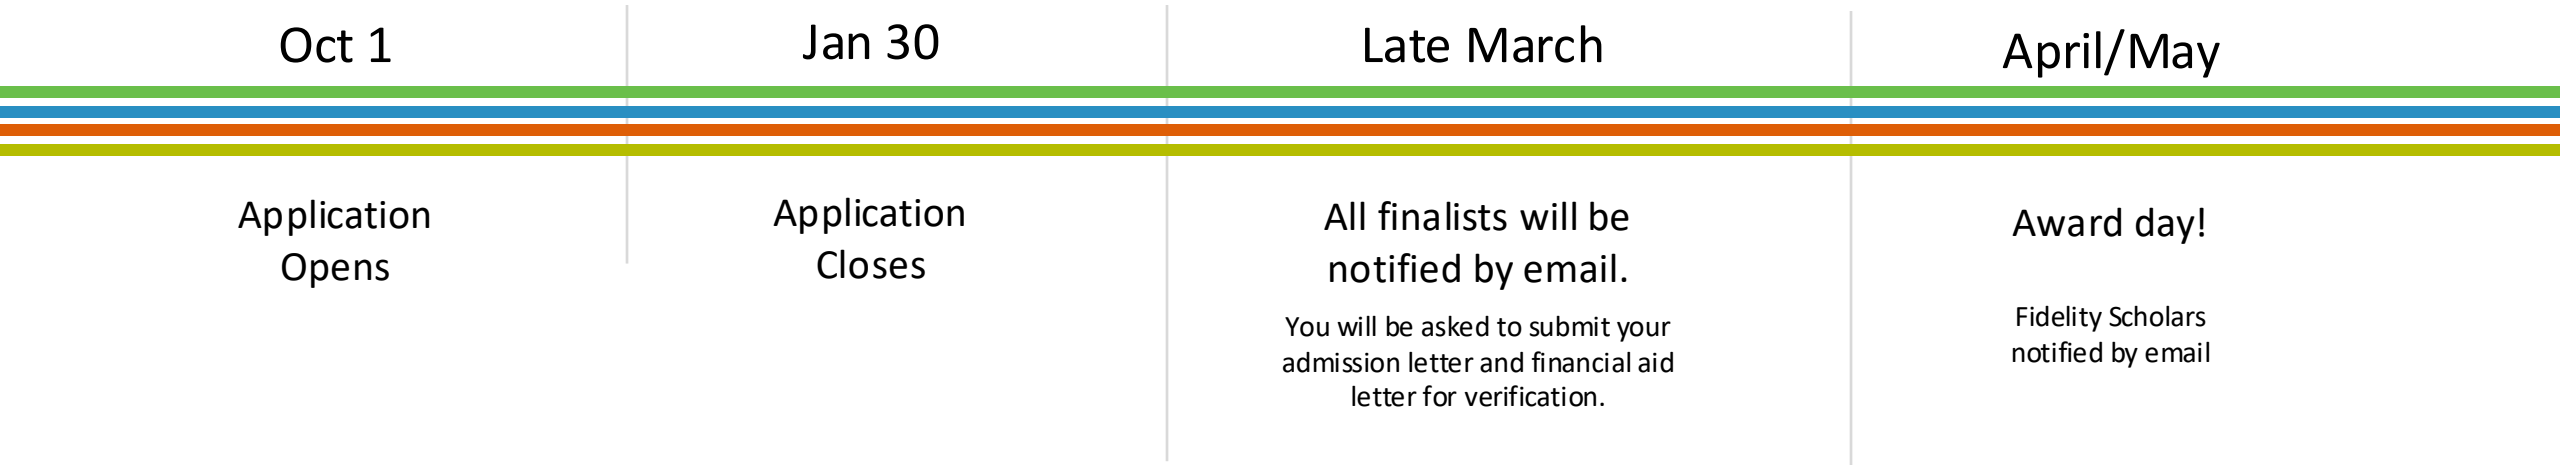 Oct 1
Application
Opens
Jan 30
Application
Closes
Late March
All finalists will be
notified by email.
You will be asked to submit your
admission letter and financial aid
letter for verification.
April/May
Award day!
Fidelity Scholars
notified by email